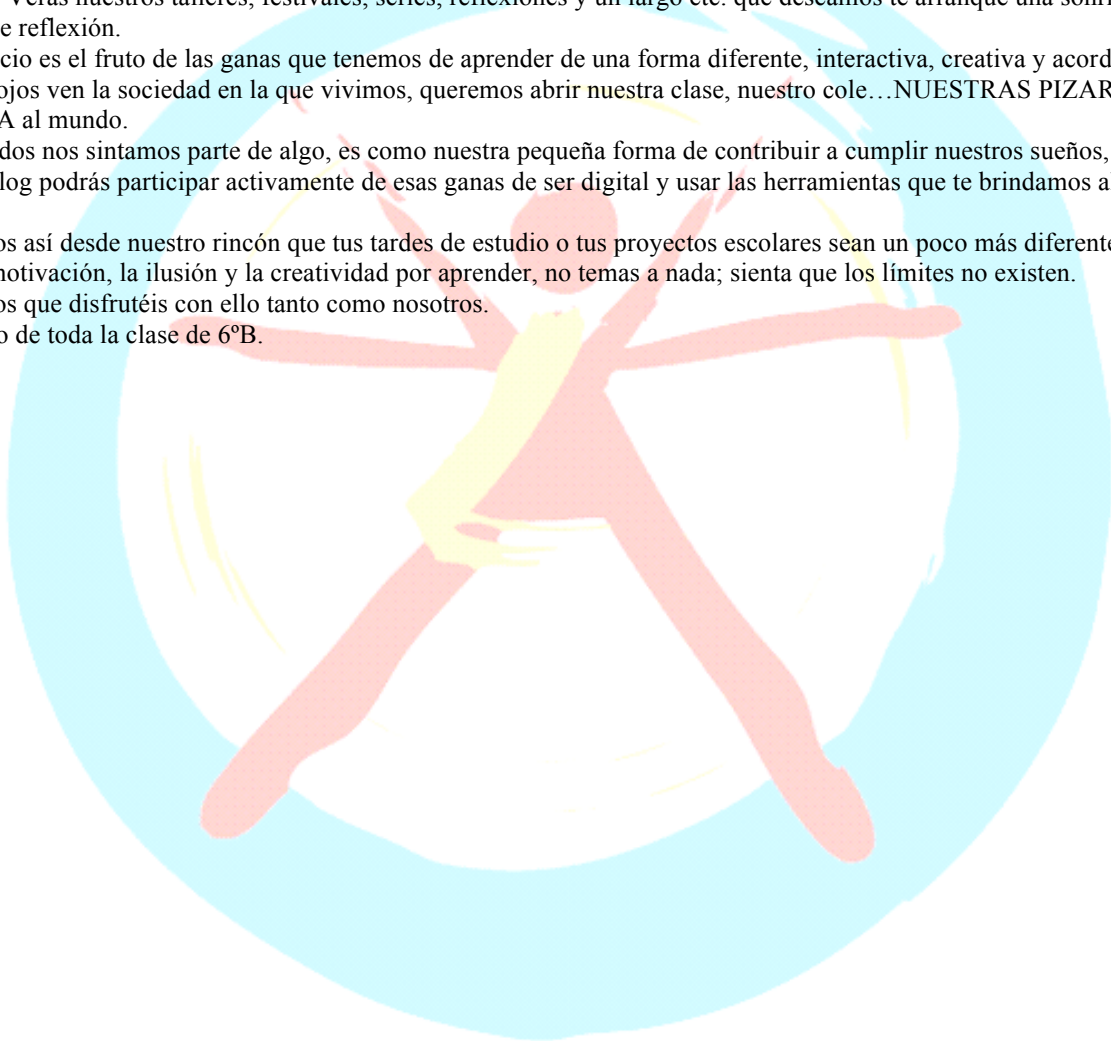 Verás nuestros talleres, festivales, series, reflexiones y un largo etc. que deseamos te arranque una
e reflexión.
cio es el fruto de las ganas que tenemos de aprender de una forma diferente, interactiva, creativa y
ojos ven la sociedad en la que vivimos, queremos abrir nuestra clase, nuestro cole…NUESTRAS
A al mundo.
dos nos sintamos parte de algo, es como nuestra pequeña forma de contribuir a cumplir nuestros sueños,
log podrás participar activamente de esas ganas de ser digital y usar las herramientas que te brindamos
os así desde nuestro rincón que tus tardes de estudio o tus proyectos escolares sean un poco más
motivación, la ilusión y la creatividad por aprender, no temas a nada; sienta que los límites no existen.
os que disfrutéis con ello tanto como nosotros.
o de toda la clase de 6ºB.